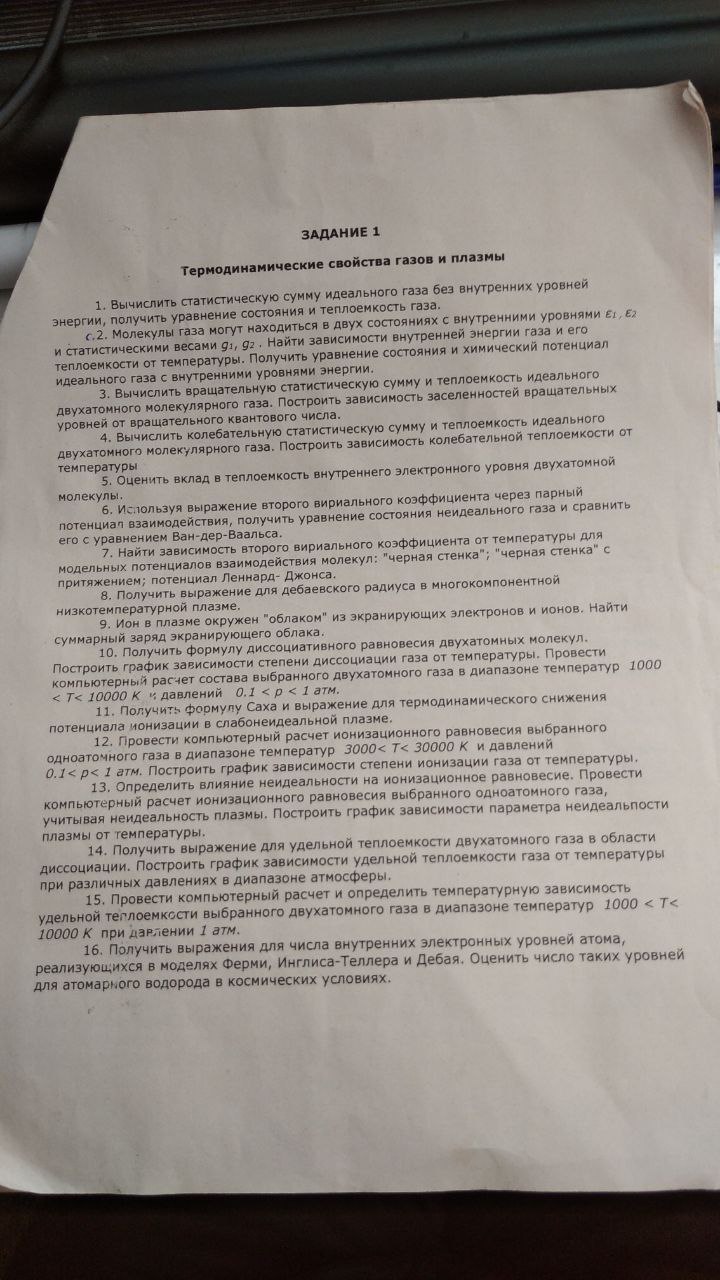 ЗАДАНИЕ 1
Термодинамические свойства газов и плазмы
1. Вычислить статистическую сумму идеального газа без внутренних уровней
энергии, получить уравнение состояния и теплоемкость газа.
с.2. Молекулы газа могут находиться в двух состояниях с внутренними уровнями ε1 , ε2
и статистическими весами g1, g2 . Найти зависимости внутренней энергии газа и его
теплоемкости от температуры. Получить уравнение состояния и химический потенциал
идеального газа с внутренними уровнями энергии.
3. Вычислить вращательную статистическую сумму и теплоемкость идеального
двухатомного молекулярного газа. Построить зависимость заселенностей вращательных
уровней от вращательного квантового числа.
4. Вычислить колебательную статистическую сумму и теплоемкость идеального
двухатомного молекулярного газа. Построить зависимость колебательной теплоемкости от
температуры
5. Оценить вклад в теплоемкость внутреннего электронного уровня двухатомной
молекулы.
6. Используя выражение второго вириального коэффициента через парный
потенциал взаимодействия, получить уравнение состояния неидеального газа и сравнить
его с уравнением Ван-дер-Ваальса.
7. Найти зависимость второго вириального коэффициента от температуры для
модельных потенциалов взаимодействия молекул: "черная стенка"; "черная стенка" с
притяжением; потенциал Леннард- Джонса.
8. Получить выражение для дебаевского радиуса в многокомпонентной
низкотемпературной плазме.
9. Ион в плазме окружен "облаком" из экранирующих электронов и ионов. Найти
суммарный заряд экранирующего облака.
10. Получить формулу диссоциативного равновесия двухатомных молекул.
Построить график зависимости степени диссоциации газа от температуры. Провести
компьютерный расчет состава выбранного двухатомного газа в диапазоне температур 1000
< T< 10000 K и давлений 0.1 < p < 1 атм.
11. Получить формулу Саха и выражение для термодинамического снижения
потенциала ионизации в слабонеидеальной плазме.
12. Провести компьютерный расчет ионизационного равновесия выбранного
одноатомного газа в диапазоне температур 3000< T< 30000 K и давлений
0.1< p< 1 атм. Построить график зависимости степени ионизации газа от температуры.
13. Определить влияние неидеальности на ионизационное равновесие. Провести
компьютерный расчет ионизационного равновесия выбранного одноатомного газа,
учитывая неидеальность плазмы. Построить график зависимости параметра неидеальности
плазмы от температуры.
14. Получить выражение для удельной теплоемкости двухатомного газа в области
диссоциации. Построить график зависимости удельной теплоемкости газа от температуры
при различных давлениях в диапазоне атмосферы.
15. Провести компьютерный расчет и определить температурную зависимость
удельной теплоемкости выбранного двухатомного газа в диапазоне температур 1000 < T<
10000 K при давлении 1 атм.
16. Получить выражения для числа внутренних электронных уровней атома,
реализующихся в моделях Ферми, Инглиса-Теллера и Дебая. Оценить число таких уровней
для атомарного водорода в космических условиях.